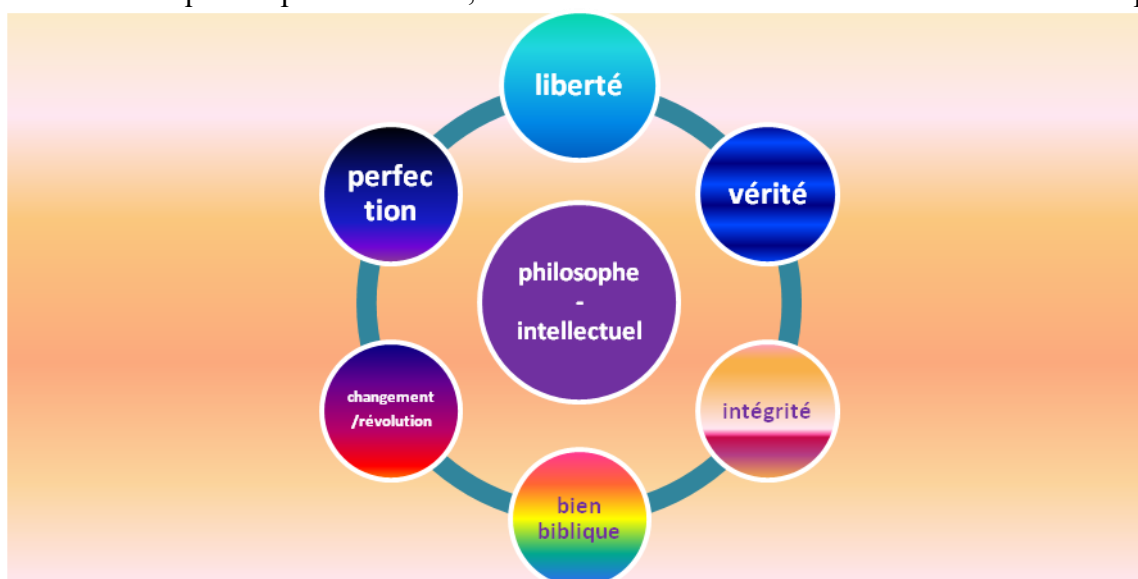 liberté
vérité
intégrité
bien
biblique
changement
/révolution
perfec
tion
philosophe
-
intellectuel